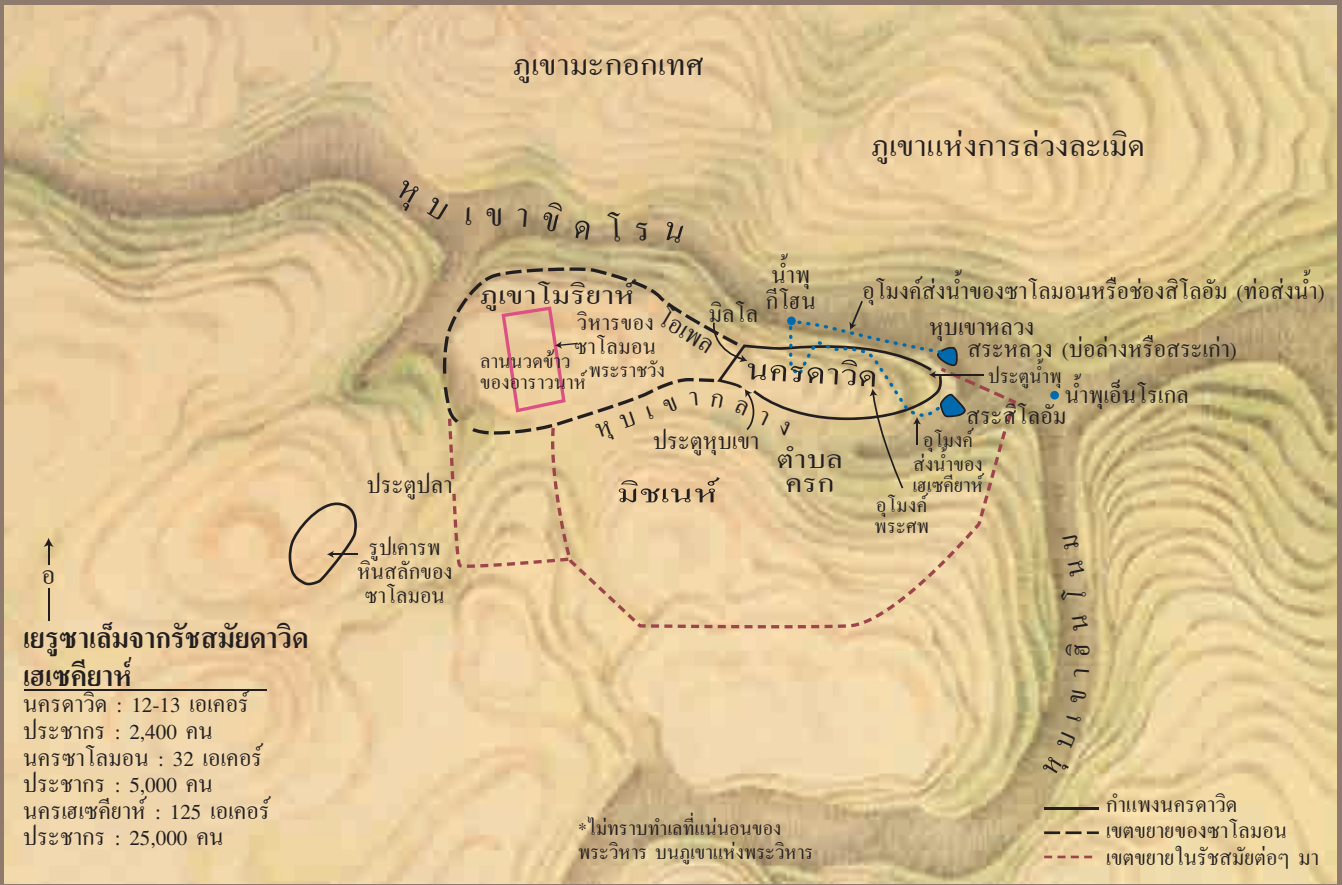 ภูเขามะกอกเทศ
ภูเขาแห่งการล่วงละเมิด
หุบเขาขิดโรน
น้ำพุ
กีโฮน
อุโมงค์ส่งน้ำของซาโลมอนหรือช่องสิโลอัม (ท่อส่งน้ำ)
ภูเขาโมริยาห์
มิลโล
โอเฟล
วิหารของ
ซาโลมอน
พระราชวัง
ลานนวดข้าว
ของอาราวนาห์
หุบเขาหลวง
สระหลวง (บ่อล่างหรือสระเก่า)
นครดาวิด
ประตูน้ำพุ
น้ำพุเอ็นโรเกล
สระสิโลอัม
หุบเขากลาง
ประตูหุบเขา
ตำบล
ครก
อุโมงค์
ส่งน้ำของ
เฮเซคียาห์
อุโมงค์
พระศพ
มิชเนห์
ประตูปลา
รูปเคารพ
หินสลักของ
ซาโลมอน
หุบเขาฮินโนม
อ
เยรูซาเล็มจากรัชสมัยดาวิด
เฮเซคียาห์
นครดาวิด : 12-13 เอเคอร์
ประชากร : 2,400 คน
นครซาโลมอน : 32 เอเคอร์
ประชากร : 5,000 คน
นครเฮเซคียาห์ : 125 เอเคอร์
ประชากร : 25,000 คน
*ไม่ทราบทำเลที่แน่นอนของ
พระวิหาร บนภูเขาแห่งพระวิหาร
กำแพงนครดาวิด
เขตขยายของซาโลมอน
เขตขยายในรัชสมัยต่อๆ มา